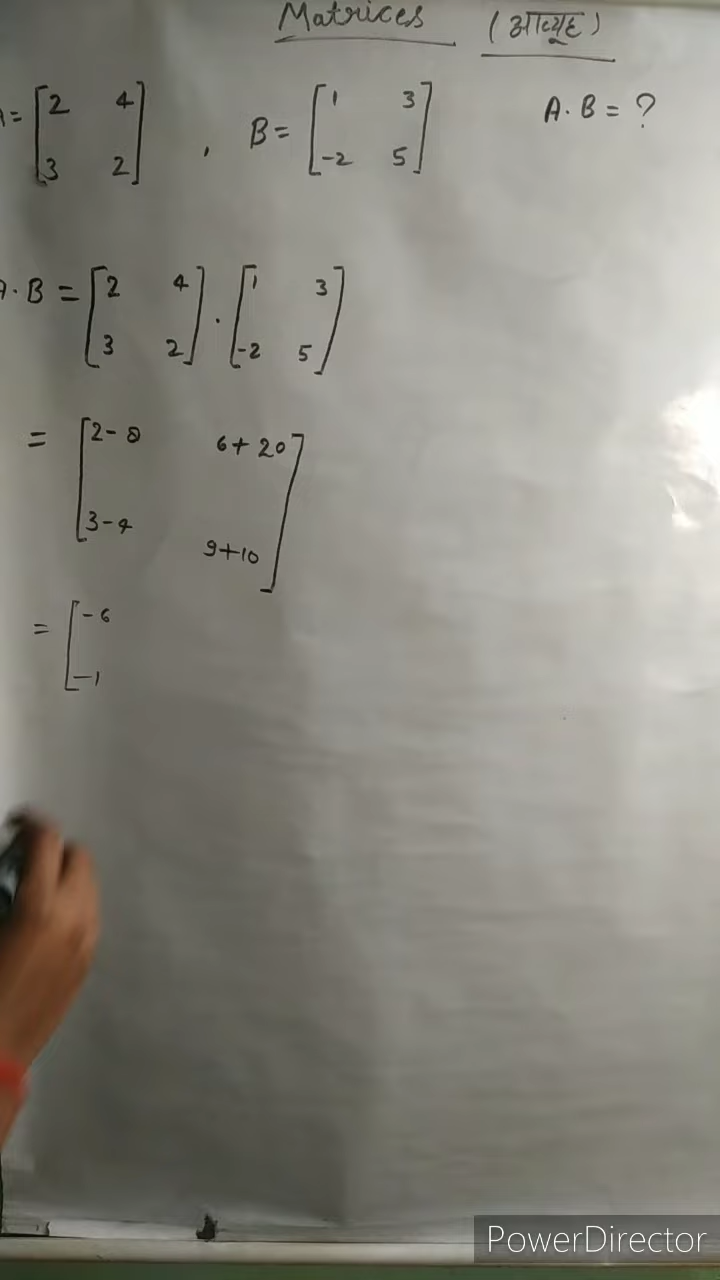 Matrices (आव्यूह)
A= [2 4 , B= [1 3 A.B = ?
3 2] -2 5]
A.B = [2 4 . [1 3
3 2] -2 5]
= [2-8 6+20
3-4 9+10]
= [-6
-1
PowerDirector